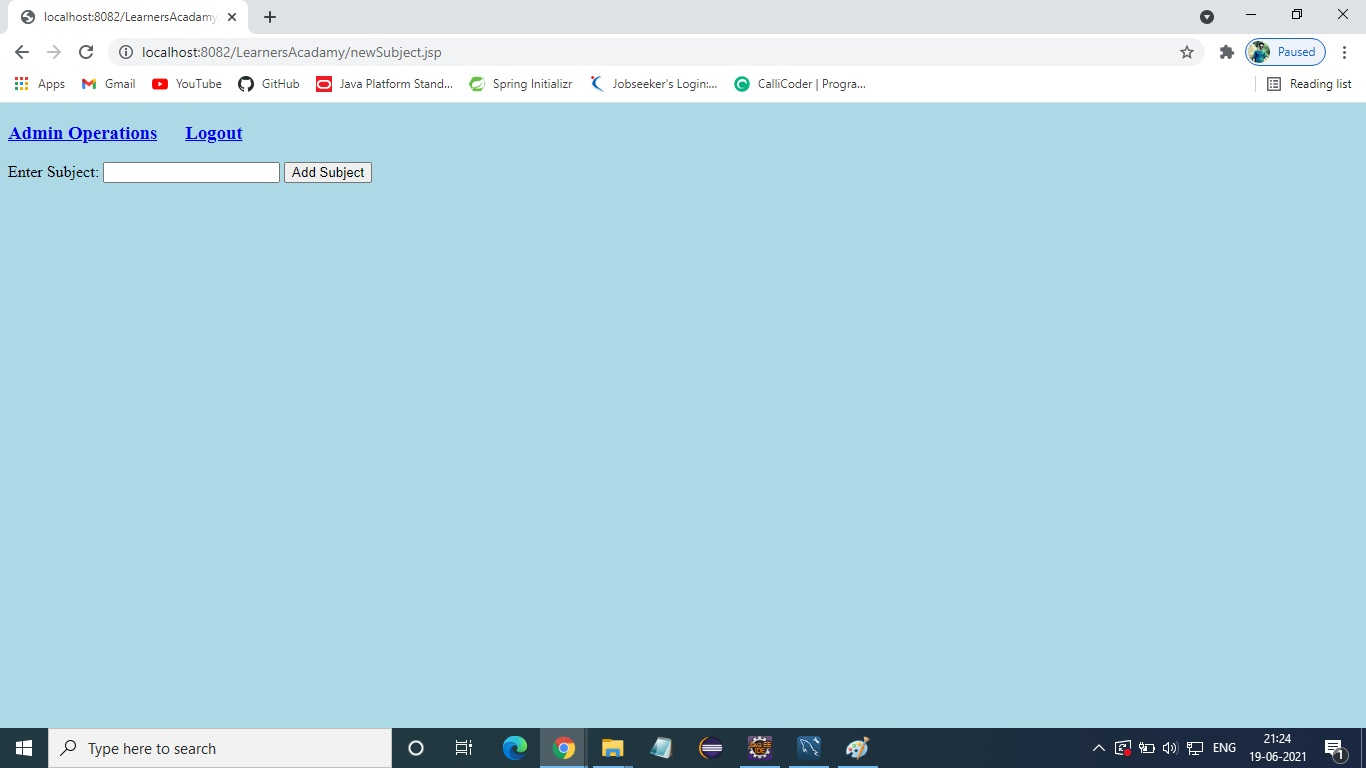 localhost:8082/LearnersAcadamy
localhost:8082/LearnersAcadamy/newSubject.jsp
Paused
Apps Gmail YouTube GitHub Java Platform Stand... Spring Initializr Jobseeker's Login:... CalliCoder | Progra... Reading list
Admin Operations Logout
Enter Subject: Add Subject
Type here to search
ENG
21:24
19-06-2021
1